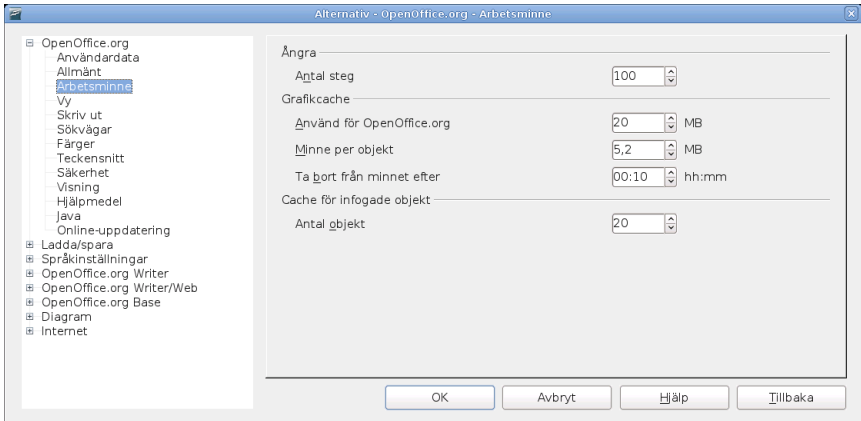 Alternativ - OpenOffice.org - Arbetsminne
OpenOffice.org
Användardata
Allmänt
Arbetsminne
Vy
Skriv ut
Sökvägar
Färger
Teckensnitt
Säkerhet
Visning
Hjälpmedel
Java
Online-uppdatering
Ladda/spara
Språkinställningar
OpenOffice.org Writer
OpenOffice.org Writer/Web
OpenOffice.org Base
Diagram
Internet
Ångra
Antal steg 100
Grafikcache
Använd för OpenOffice.org 20 MB
Minne per objekt 5,2 MB
Ta bort från minnet efter 00:10 hh:mm
Cache för infogade objekt
Antal objekt 20
OK Avbryt Hjälp Tillbaka